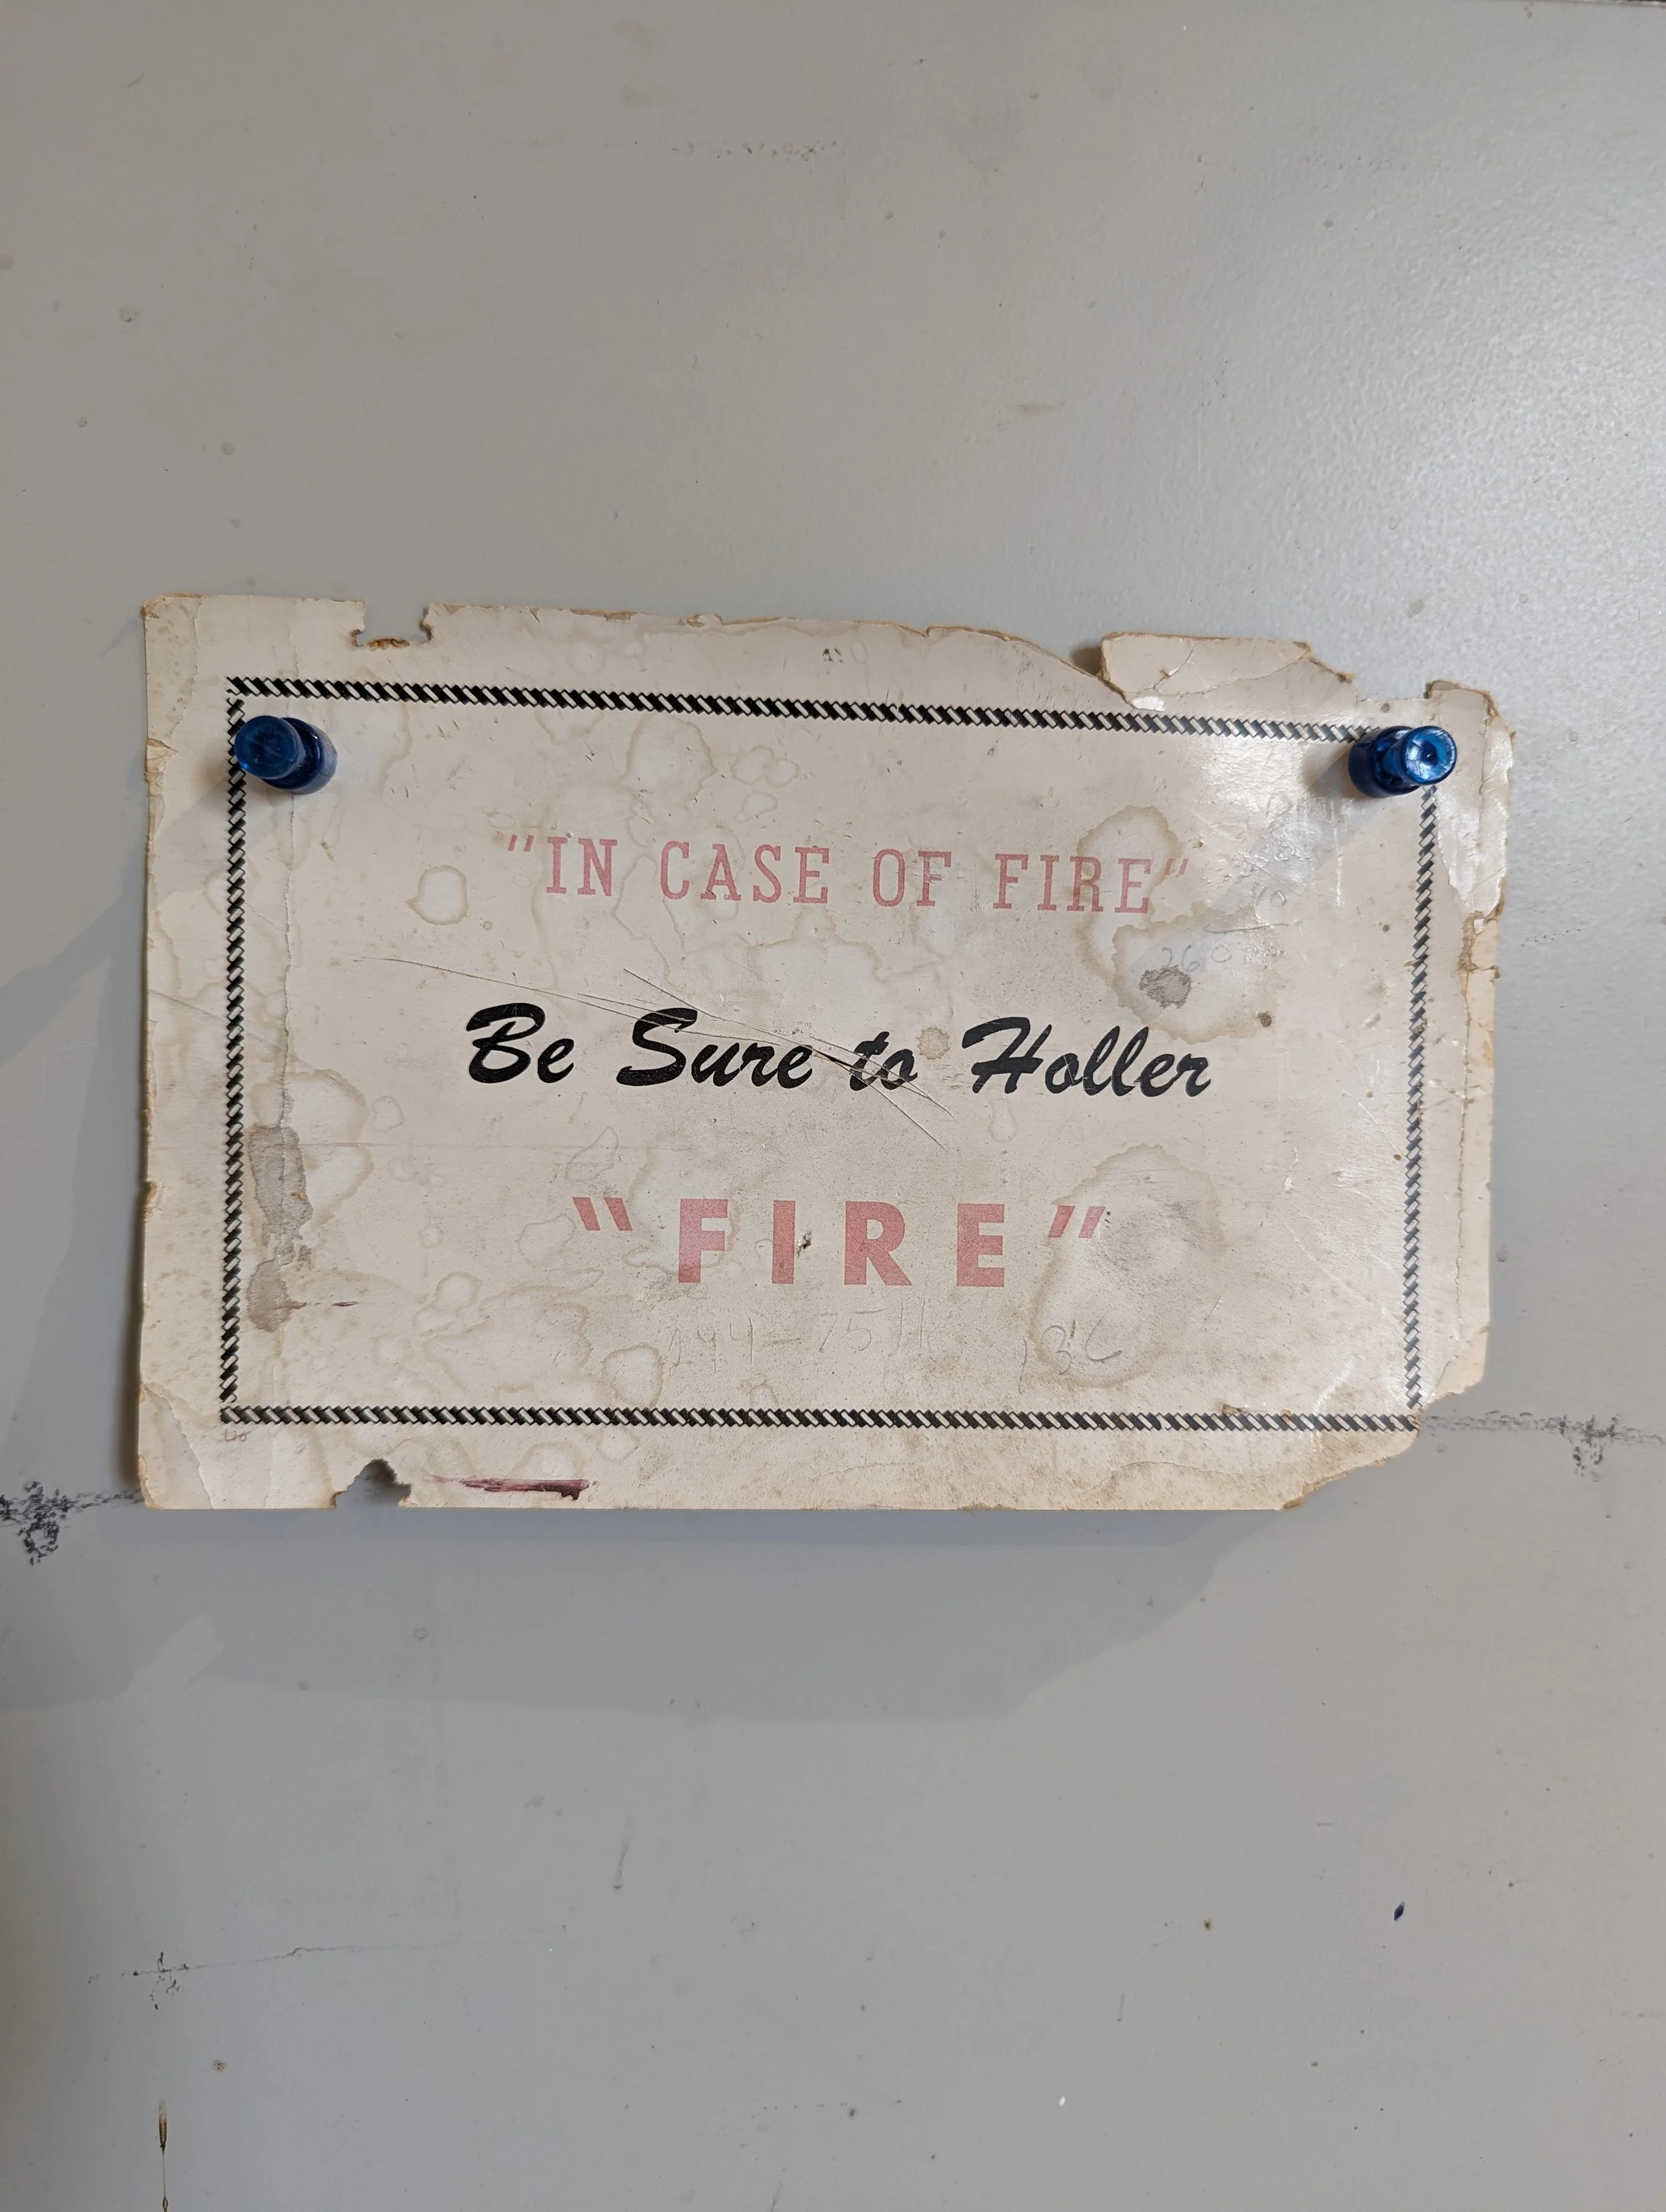 "IN CASE OF FIRE"
Be Sure to Holler
"FIRE"